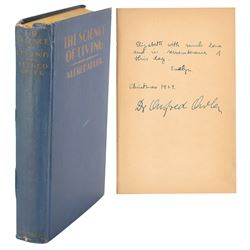 THE SCIENCE
OF LIVING
ALFRED ADLER
THE SCIENCE OF LIVING
ALFRED ADLER
Elizabeth with much love
and in remembrance of
this day
Evelyn
Christmas 1929
Dr Alfred Adler